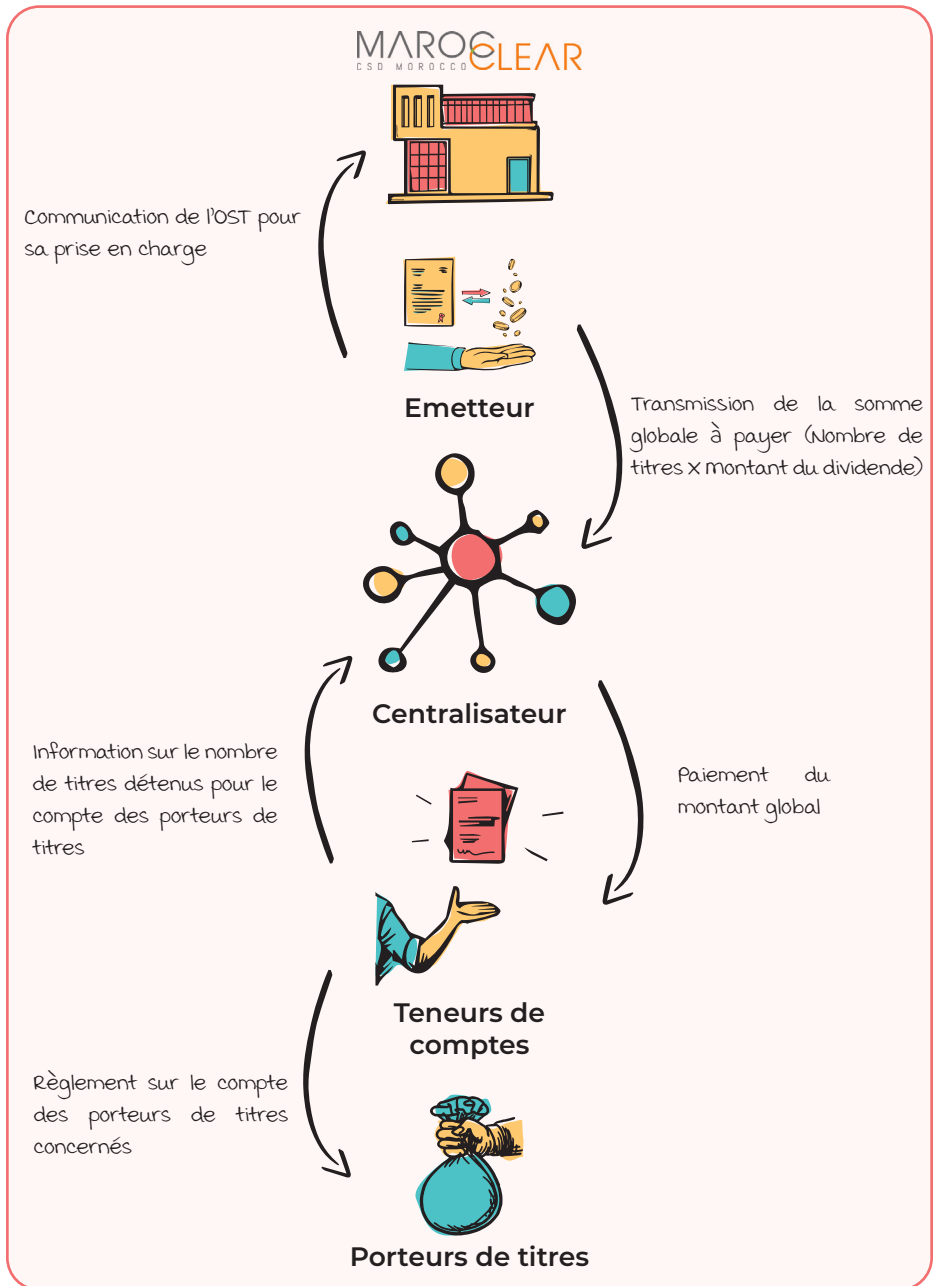 MAROCLEAR
CSD MOROCCO
Communication de l'OST pour
sa prise en charge
Emetteur
Transmission de la somme
globale à payer (Nombre de
titres x montant du dividende)
Centralisateur
Information sur le nombre
de titres détenus pour le
compte des porteurs de
titres
Paiement du
montant global
Teneurs de
comptes
Règlement sur le compte
des porteurs de titres
concernés
Porteurs de titres